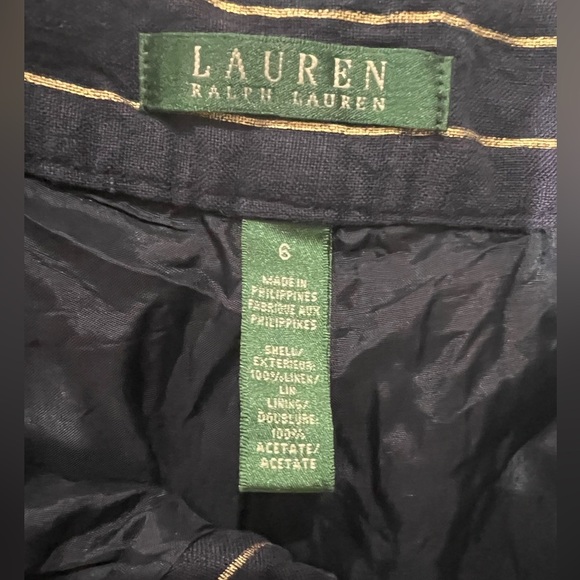 LAUREN
RALPH LAUREN
6
MADE IN
PHILIPPINES
FABRIQUE AUX
PHILIPPINES
SHELL/
EXTERIEUR:
100%LINEN/
LIN
LINING/
DOUBLURE:
100%
ACETATE/
ACETATE